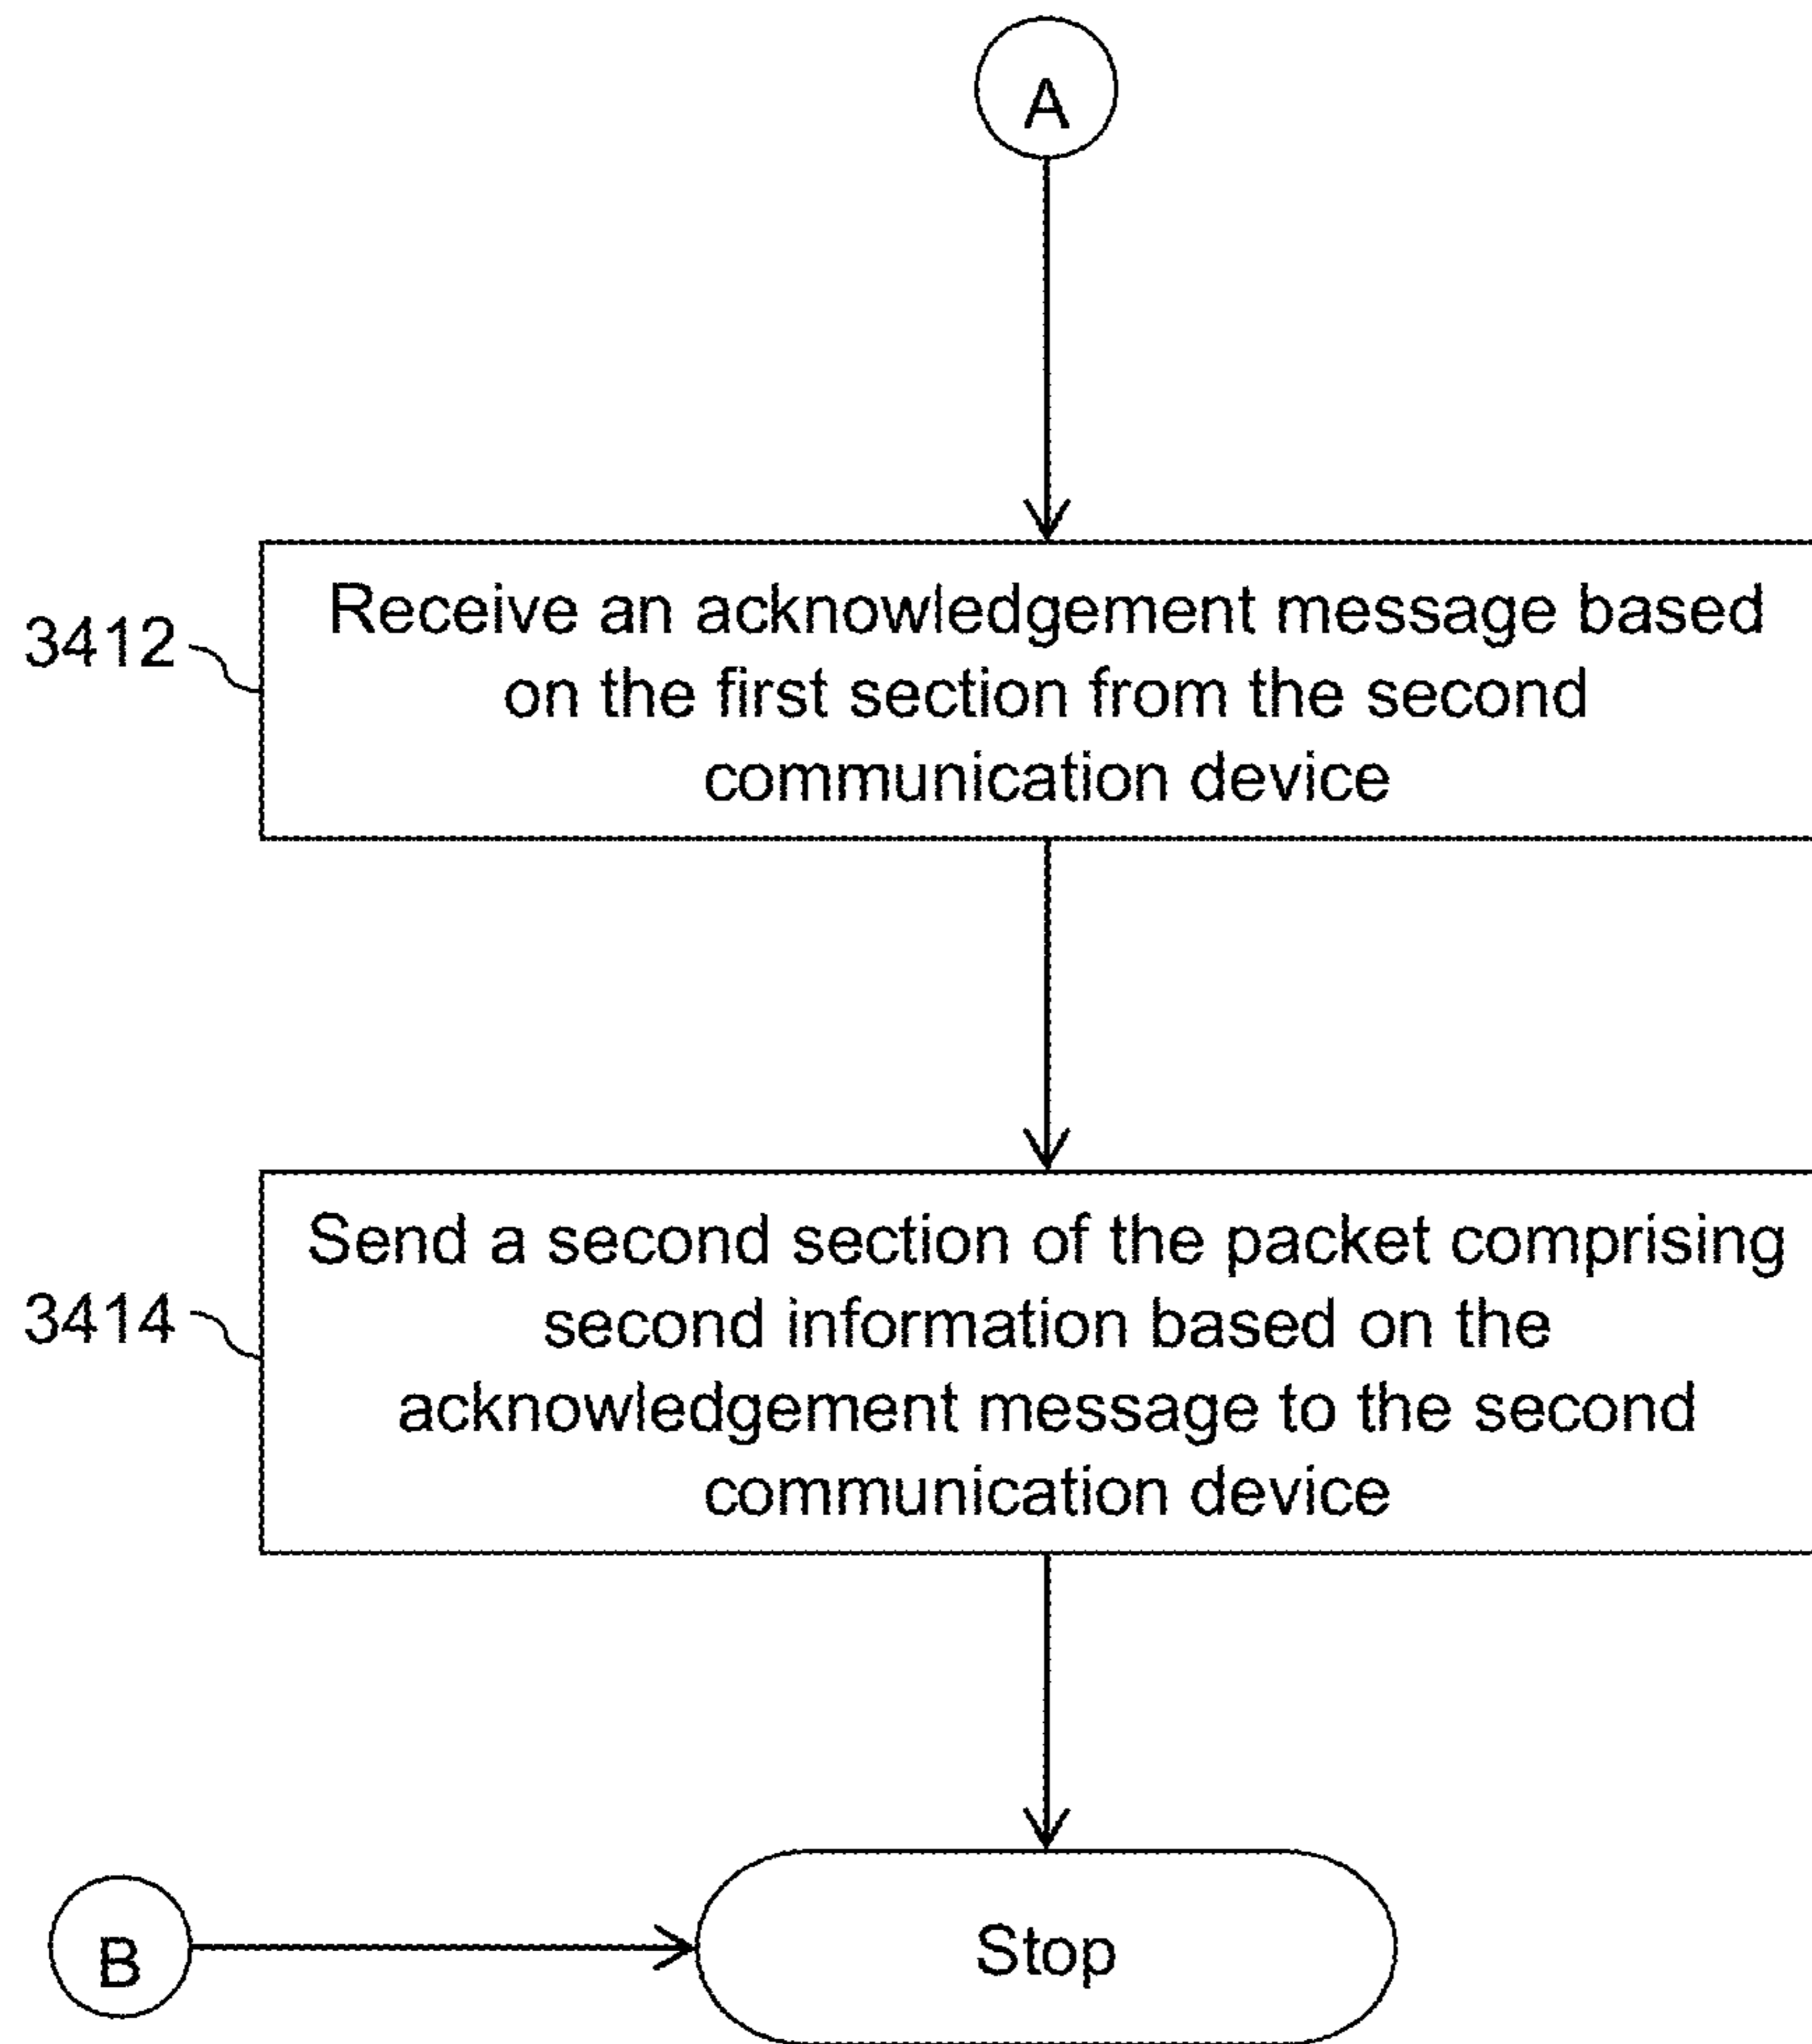 A
3412
Receive an acknowledgement message based
on the first section from the second
communication device
3414
Send a second section of the packet comprising
second information based on the
acknowledgement message to the second
communication device
B
Stop